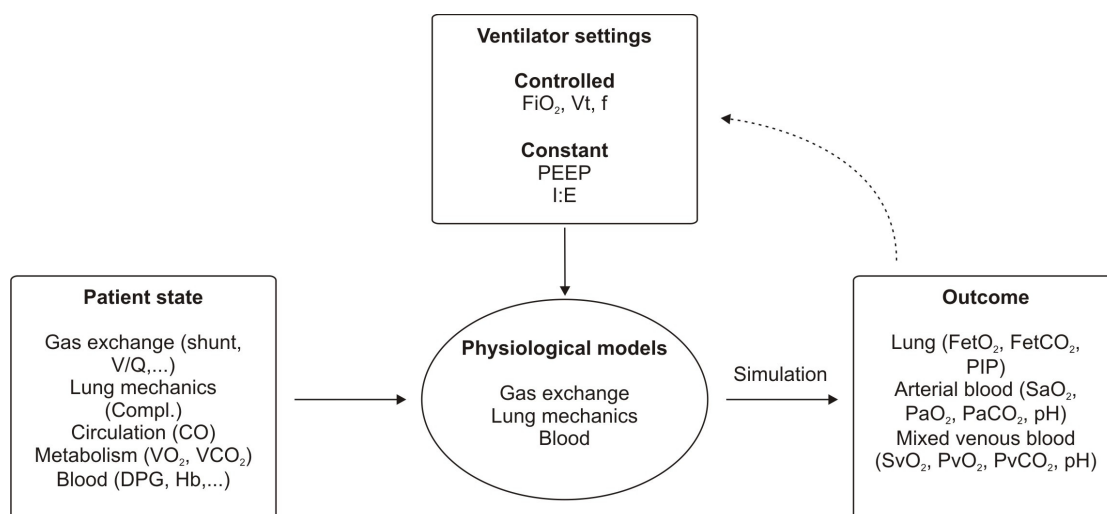 Ventilator settings
Controlled
FiO₂, Vt, f
Constant
PEEP
I:E
Patient state
Gas exchange (shunt,
V/Q,...)
Lung mechanics
(Compl.)
Circulation (CO)
Metabolism (VO₂, VCO₂)
Blood (DPG, Hb,...)
Physiological models
Gas exchange
Lung mechanics
Blood
Simulation
Outcome
Lung (FetO₂, FetCO₂,
PIP)
Arterial blood (SaO₂,
PaO₂, PaCO₂, pH)
Mixed venous blood
(SvO₂, PvO₂, PvCO₂, pH)